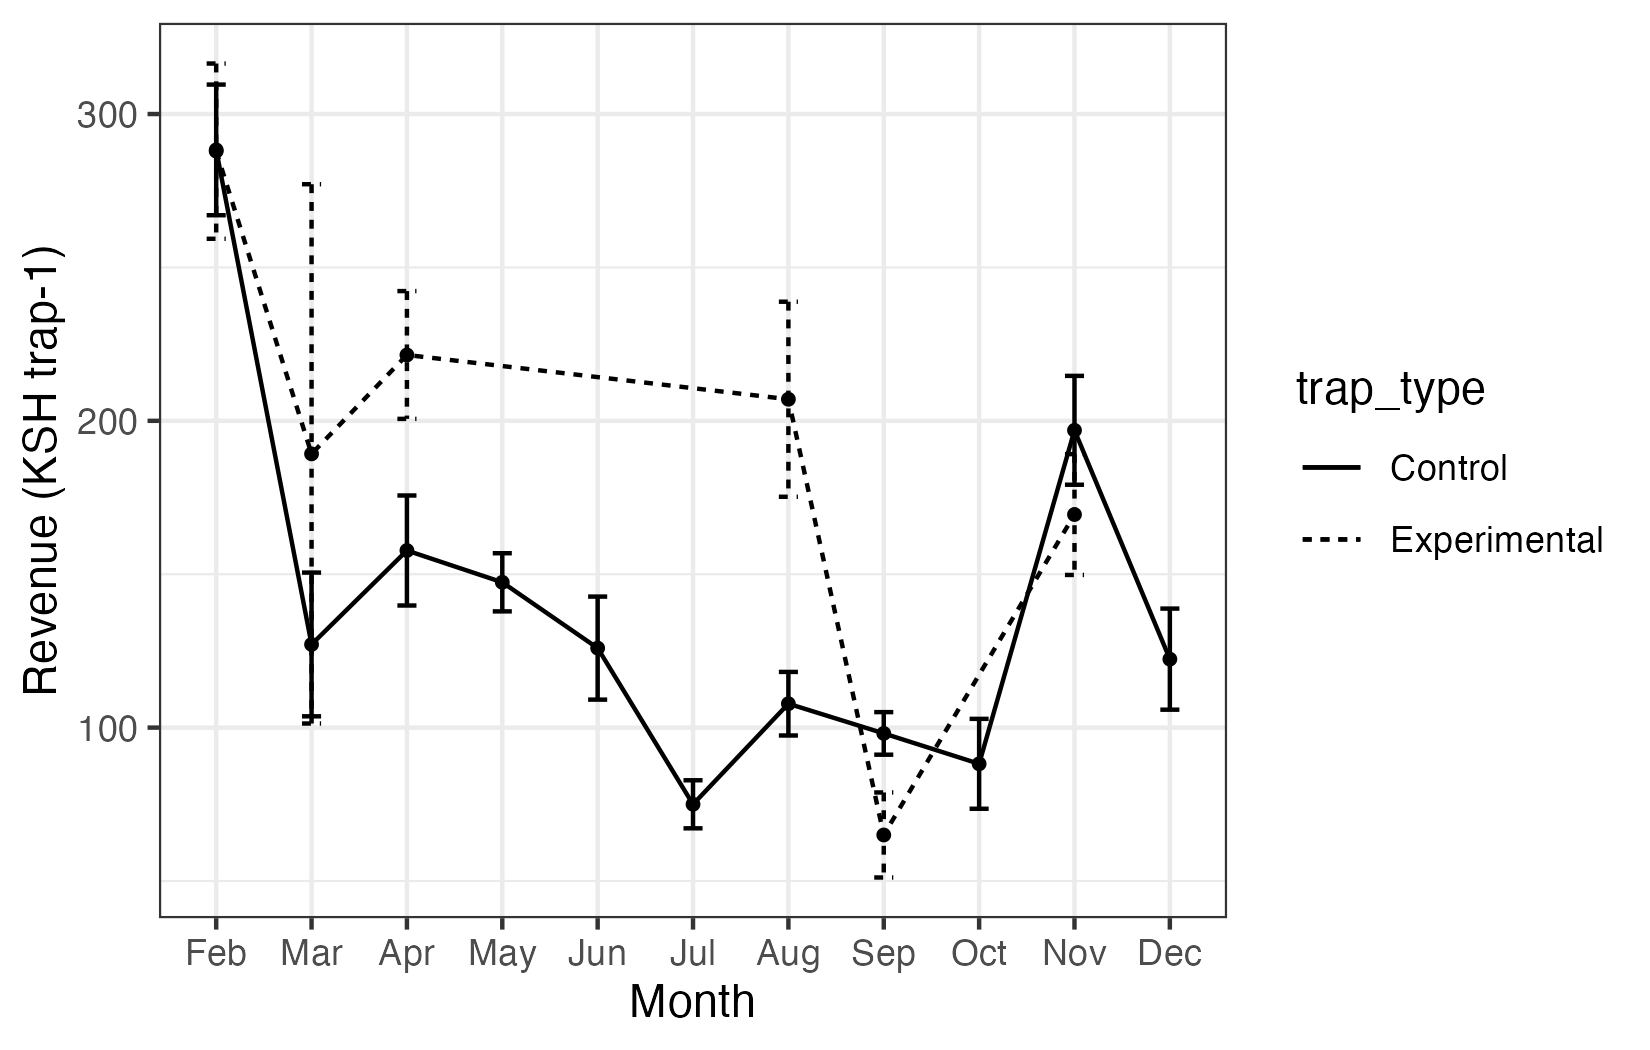 Revenue (KSH trap-1)
300
200
100
Feb Mar Apr May Jun Jul Aug Sep Oct Nov Dec
Month
trap_type
Control
Experimental